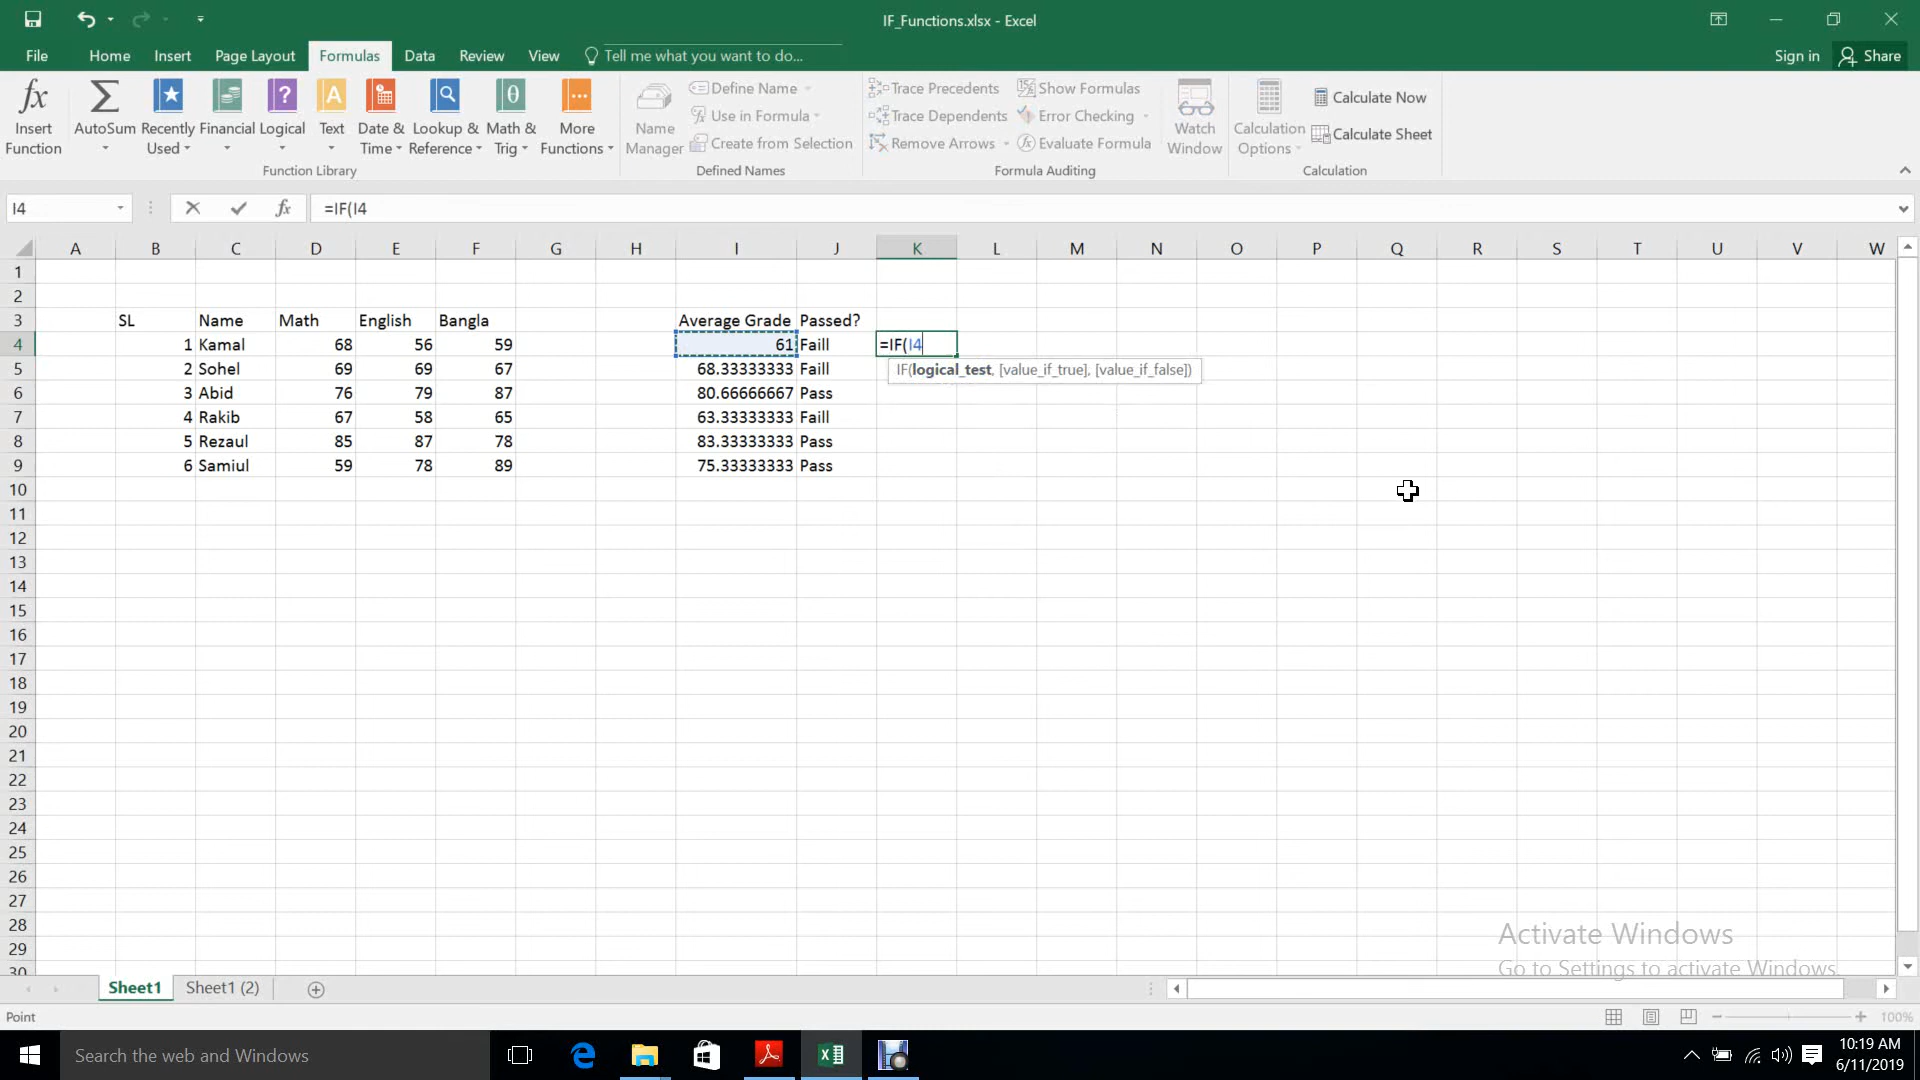 IF_Functions.xlsx - Excel
File Home Insert Page Layout Formulas Data Review View Tell me what you want to do... Sign in Share
Insert Function
AutoSum
Recently Used
Financial
Logical
Text
Date & Time
Lookup & Reference
Math & Trig
More Functions
Function Library
Name Manager
Define Name
Use in Formula
Create from Selection
Defined Names
Trace Precedents
Trace Dependents
Remove Arrows
Show Formulas
Error Checking
Evaluate Formula
Formula Auditing
Watch Window
Calculation Options
Calculate Now
Calculate Sheet
Calculation
I4 fx =IF(I4
A B C D E F G H I J K L M N O P Q R S T U V W
1
2
3 SL Name Math English Bangla Average Grade Passed?
4 1 Kamal 68 56 59 61 Faill =IF(I4
IF(logical_test, [value_if_true], [value_if_false])
5 2 Sohel 69 69 67 68.33333333 Faill
6 3 Abid 76 79 87 80.66666667 Pass
7 4 Rakib 67 58 65 63.33333333 Faill
8 5 Rezaul 85 87 78 83.33333333 Pass
9 6 Samiul 59 78 89 75.33333333 Pass
10
11
12
13
14
15
16
17
18
19
20
21
22
23
24
25
26
27
28
29
30
Activate Windows
Go to Settings to activate Windows.
Sheet1 Sheet1 (2)
Point 100%
Search the web and Windows
10:19 AM
6/11/2019